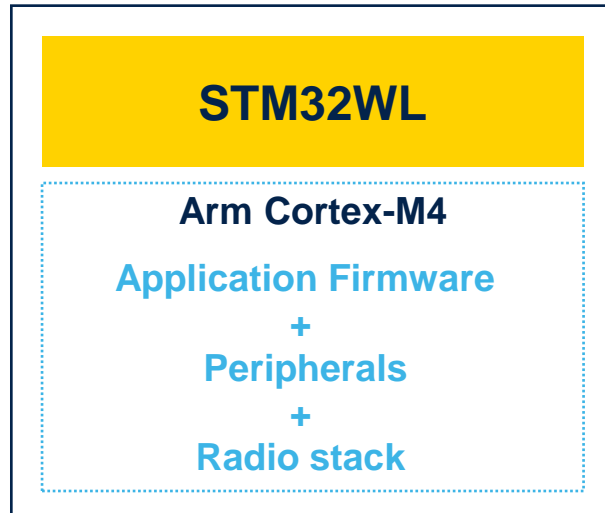 STM32WL
Arm Cortex-M4
Application Firmware
+
Peripherals
+
Radio stack